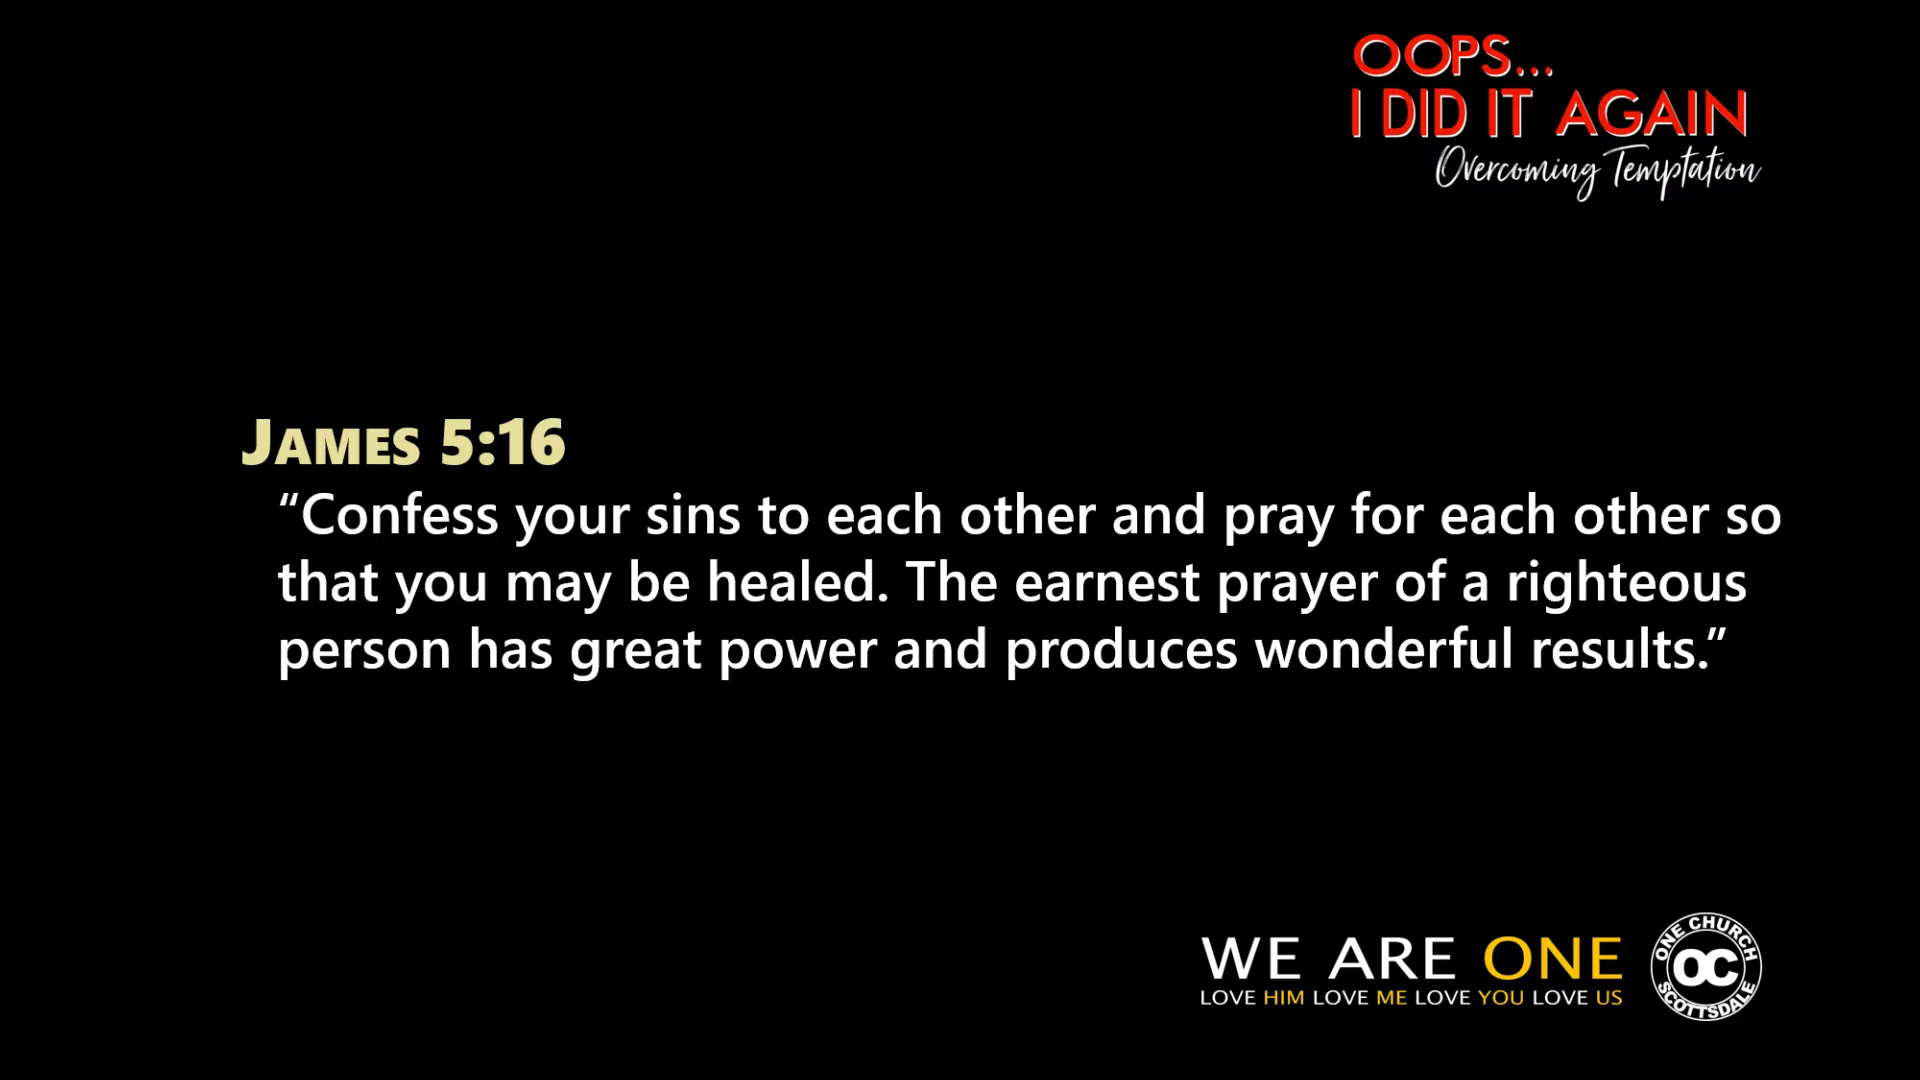 OOPS...
I DID IT AGAIN
Overcoming Temptation
JAMES 5:16
“Confess your sins to each other and pray for each other so
that you may be healed. The earnest prayer of a righteous
person has great power and produces wonderful results.”
WE ARE ONE
LOVE HIM LOVE ME LOVE YOU LOVE US
ONE CHURCH
OC
SCOTTSDALE